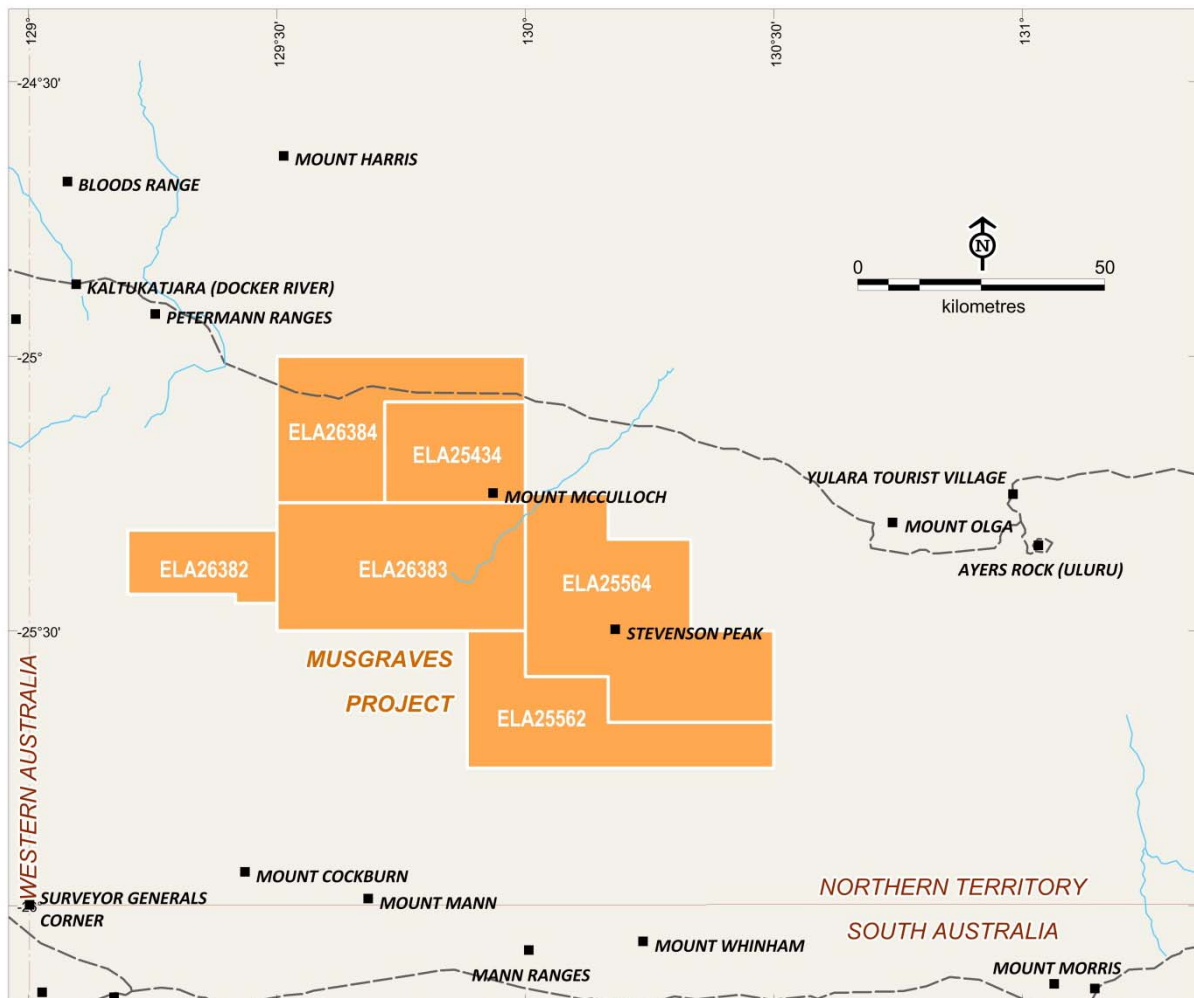 129°
129°30'
130°
130°30'
131°
-24°30'
MOUNT HARRIS
BLOODS RANGE
N
0
50
kilometres
KALTUKATJARA (DOCKER RIVER)
PETERMANN RANGES
-25°
ELA26384
ELA25434
MOUNT MCCULLOCH
YULARA TOURIST VILLAGE
MOUNT OLGA
AYERS ROCK (ULURU)
ELA26382
ELA26383
ELA25564
-25°30'
STEVENSON PEAK
MUSGRAVES
PROJECT
ELA25562
WESTERN AUSTRALIA
MOUNT COCKBURN
MOUNT MANN
NORTHERN TERRITORY
-26°
SURVEYOR GENERALS
CORNER
SOUTH AUSTRALIA
MOUNT WHINHAM
MANN RANGES
MOUNT MORRIS